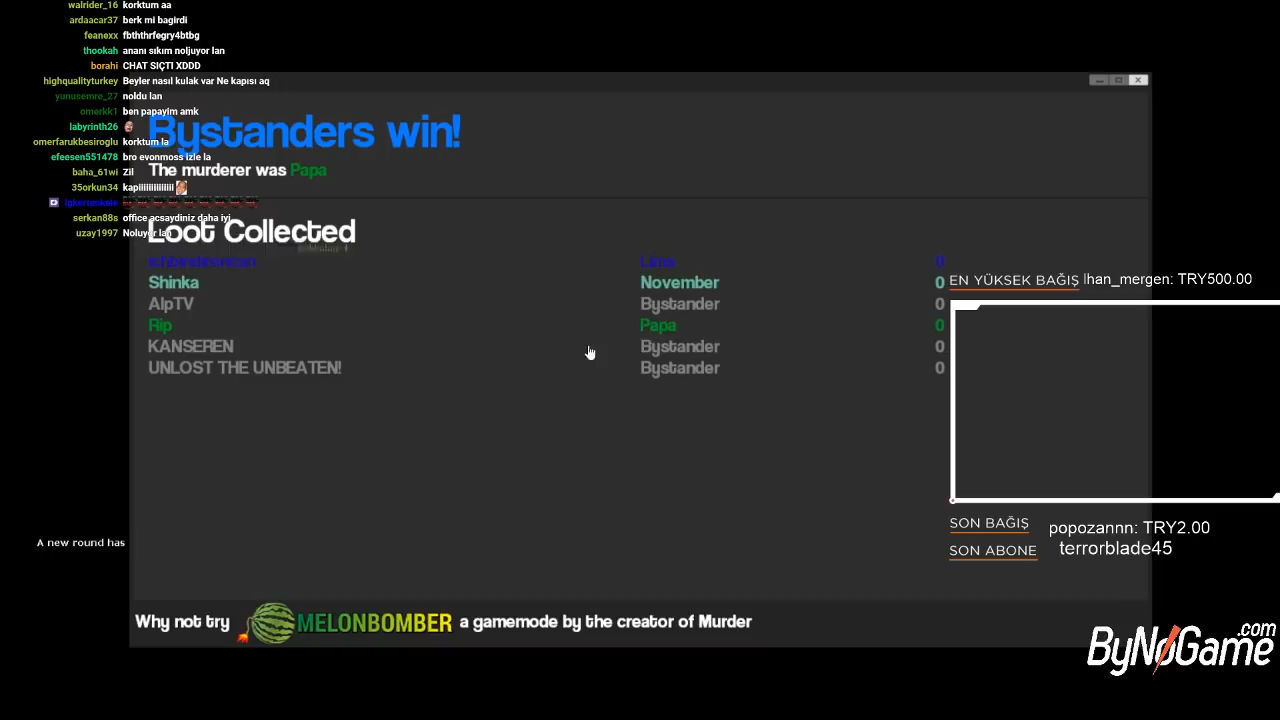 walrider_16 korktum aa
ardaacar37 berk mi bagirdi
feanexx fbththrfegry4btbg
thookah ananı sıkım noljuyor lan
borahi CHAT SIÇTI XDDD
highqualityturkey Beyler nasıl kulak var Ne kapısı aq
yunusemre_27 noldu lan
omerkk1 ben papayim amk
labyrinth26
omerfarukbesiroglu korktum la
efeesen551478 bro evonmoss izle la
baha_61wi Zil
35orkun34 kapiiiiiiiiiiiiii
serkan88s office acsaydiniz daha iyi
uzay1997 Noluyor lan
Bystanders win!
The murderer was Papa
Loot Collected
Lima 0
Shinka November 0
AlpTV Bystander 0
Rip Papa 0
KANSEREN Bystander 0
UNLOST THE UNBEATEN! Bystander 0
EN YÜKSEK BAĞIŞ lhan_mergen: TRY500.00
SON BAĞIŞ popozannn: TRY2.00
SON ABONE terrorblade45
A new round has
Why not try MELONBOMBER a gamemode by the creator of Murder
ByNoGame.com